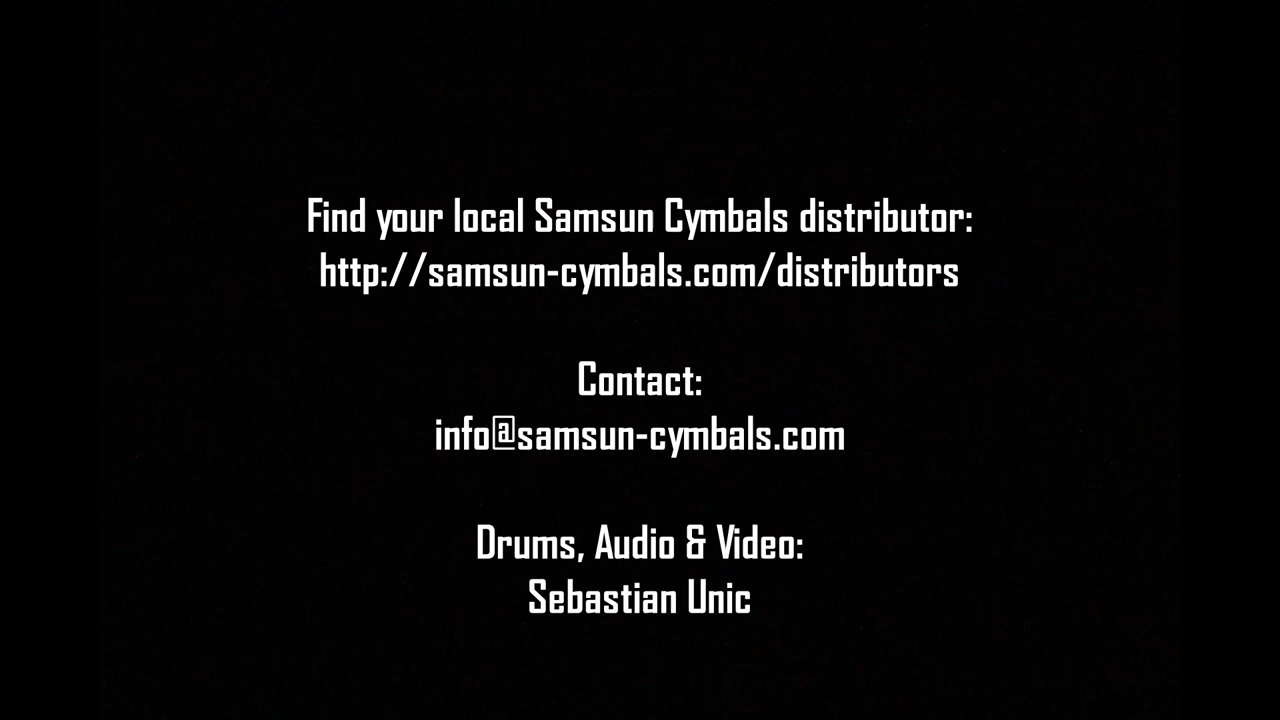 Find your local Samsun Cymbals distributor:
http://samsun-cymbals.com/distributors
Contact:
info@samsun-cymbals.com
Drums, Audio & Video:
Sebastian Unic